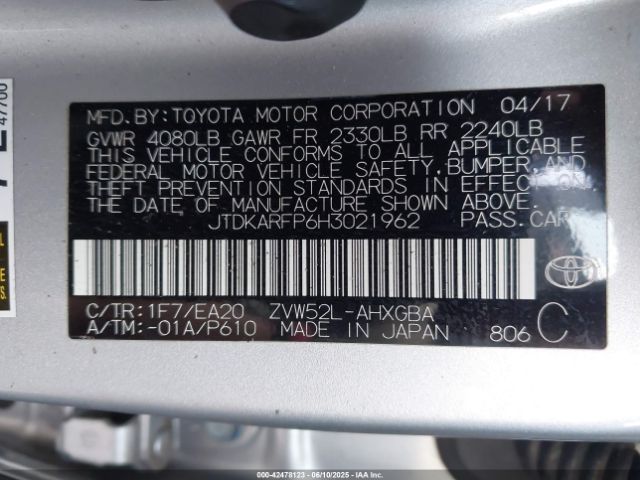 MFD. BY: TOYOTA MOTOR CORPORATION 04/17
GVWR 4080LB GAWR FR 2330LB RR 2240LB
THIS VEHICLE CONFORMS TO ALL APPLICABLE
FEDERAL MOTOR VEHICLE SAFETY, BUMPER, AND
THEFT PREVENTION STANDARDS IN EFFECT ON
THE DATE OF MANUFACTURE SHOWN ABOVE.
JTDKARFP6H3021962 PASS. CAR
C/TR: 1F7/EA20 ZVW52L-AHXGBA
A/TM: -01A/P610 MADE IN JAPAN 806 C
47700
L
E
S
000-42478123 - 06/10/2025 - IAAI